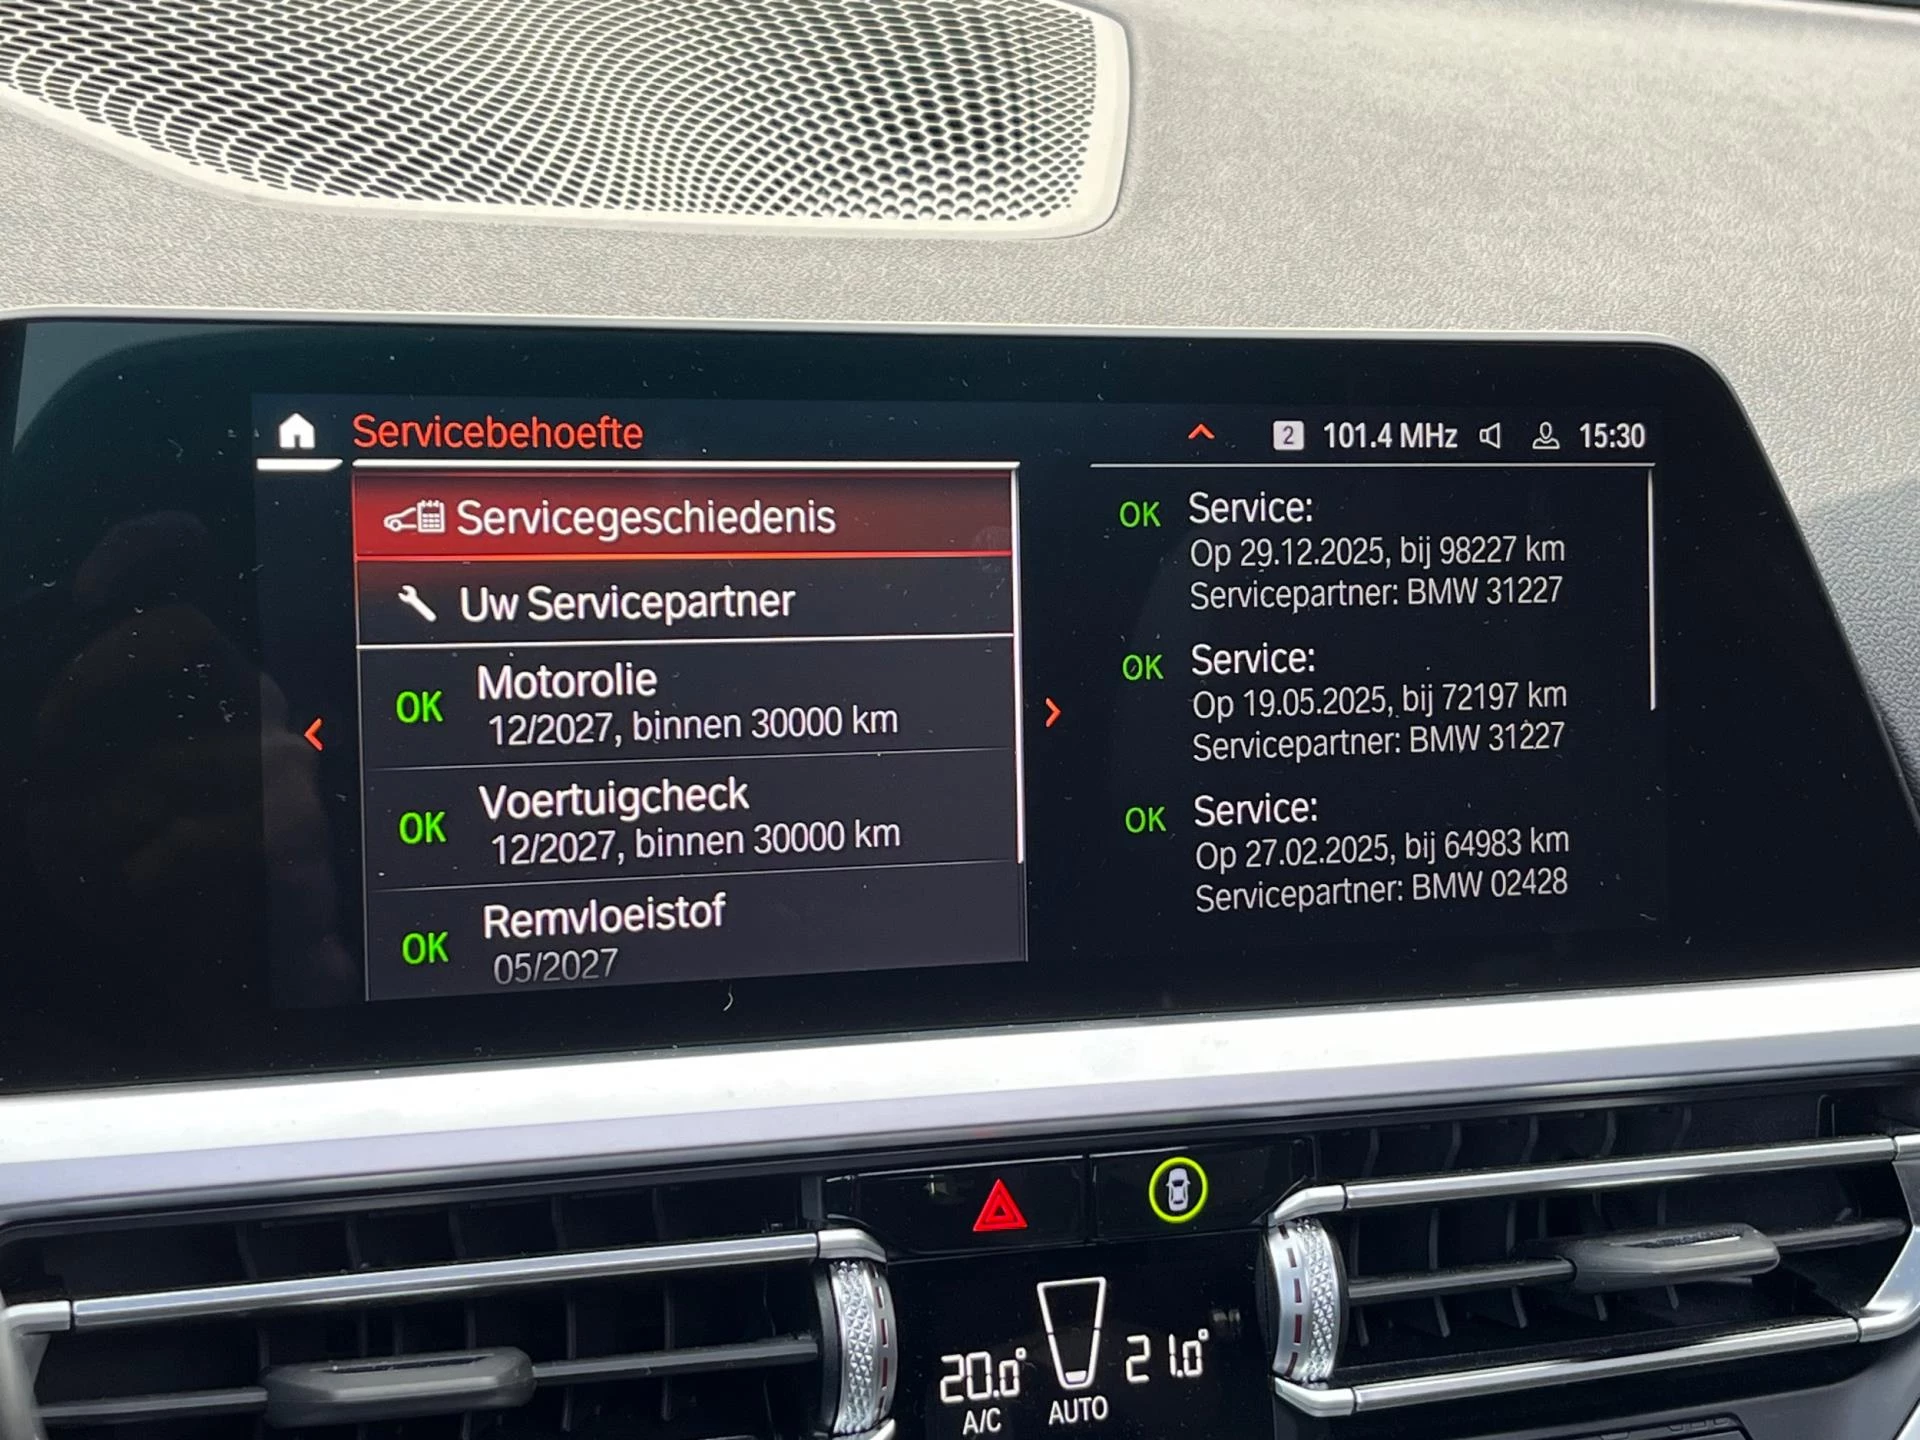 Servicebehoefte
2 101.4 MHz 15:30
Servicegeschiedenis
Uw Servicepartner
OK Motorolie
12/2027, binnen 30000 km
OK Voertuigcheck
12/2027, binnen 30000 km
OK Remvloeistof
05/2027
OK Service:
Op 29.12.2025, bij 98227 km
Servicepartner: BMW 31227
OK Service:
Op 19.05.2025, bij 72197 km
Servicepartner: BMW 31227
OK Service:
Op 27.02.2025, bij 64983 km
Servicepartner: BMW 02428
20.0° 21.0°
A/C AUTO